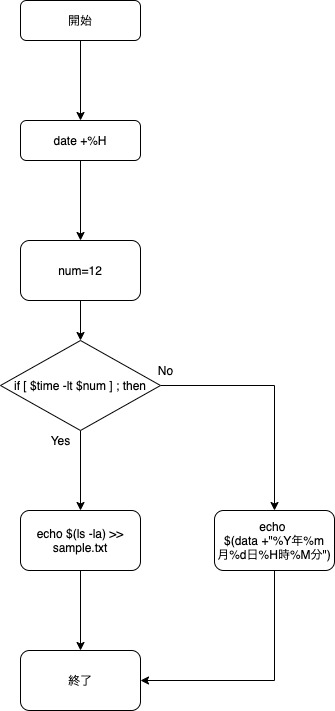 開始
date +%H
num=12
if [ $time -lt $num ] ; then
No
Yes
echo $(ls -la) >>
sample.txt
echo
$(data +"%Y年%m
月%d日%H時%M分")
終了